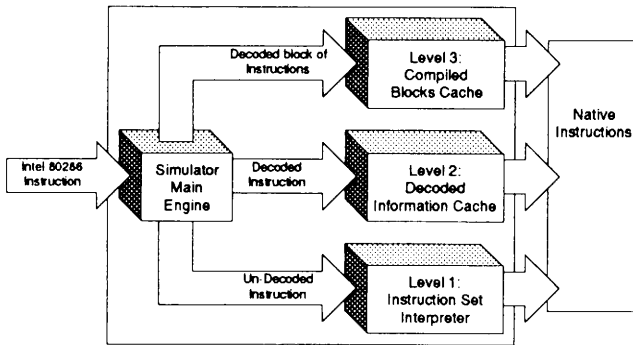 Decoded block of
Instructions
Level 3:
Compiled
Blocks Cache
Native
Instructions
Intel 80286
Instruction
Simulator
Main
Engine
Decoded
Instruction
Level 2:
Decoded
Information Cache
Un-Decoded
Instruction
Level 1:
Instruction Set
Interpreter